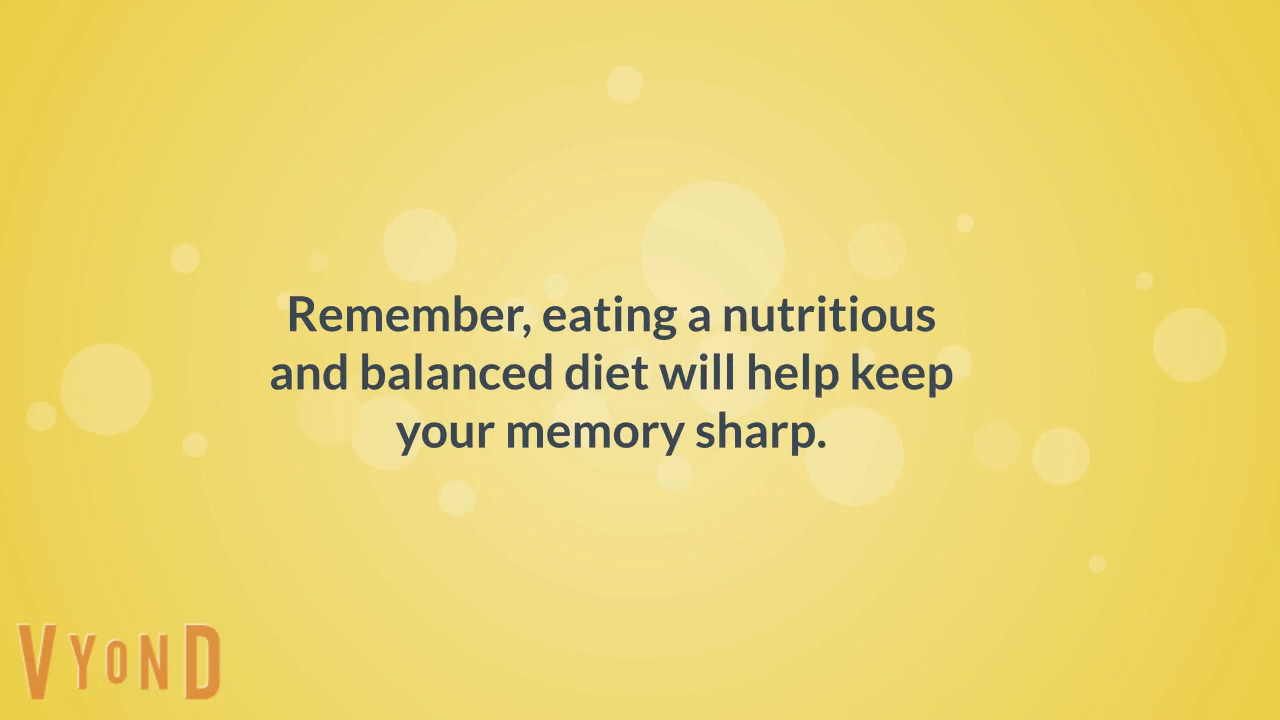 Remember, eating a nutritious
and balanced diet will help keep
your memory sharp.
VYOND